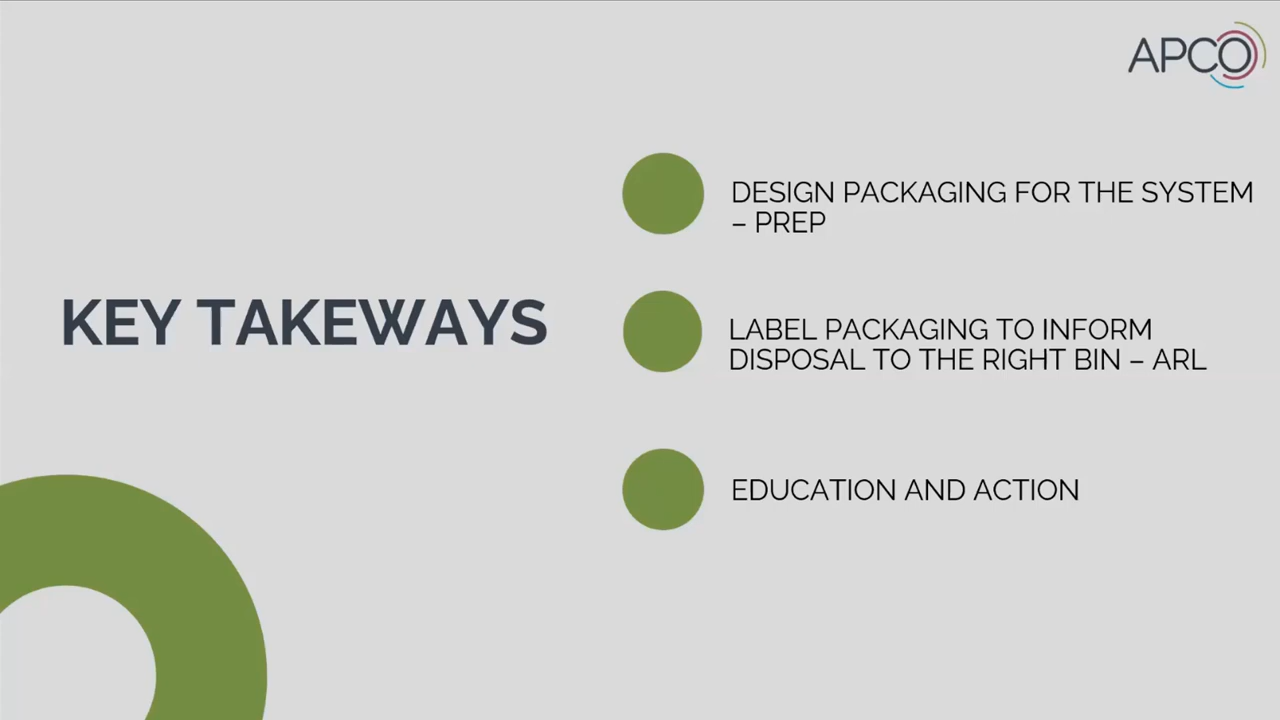 APCO
KEY TAKEWAYS
DESIGN PACKAGING FOR THE SYSTEM
– PREP
LABEL PACKAGING TO INFORM
DISPOSAL TO THE RIGHT BIN – ARL
EDUCATION AND ACTION